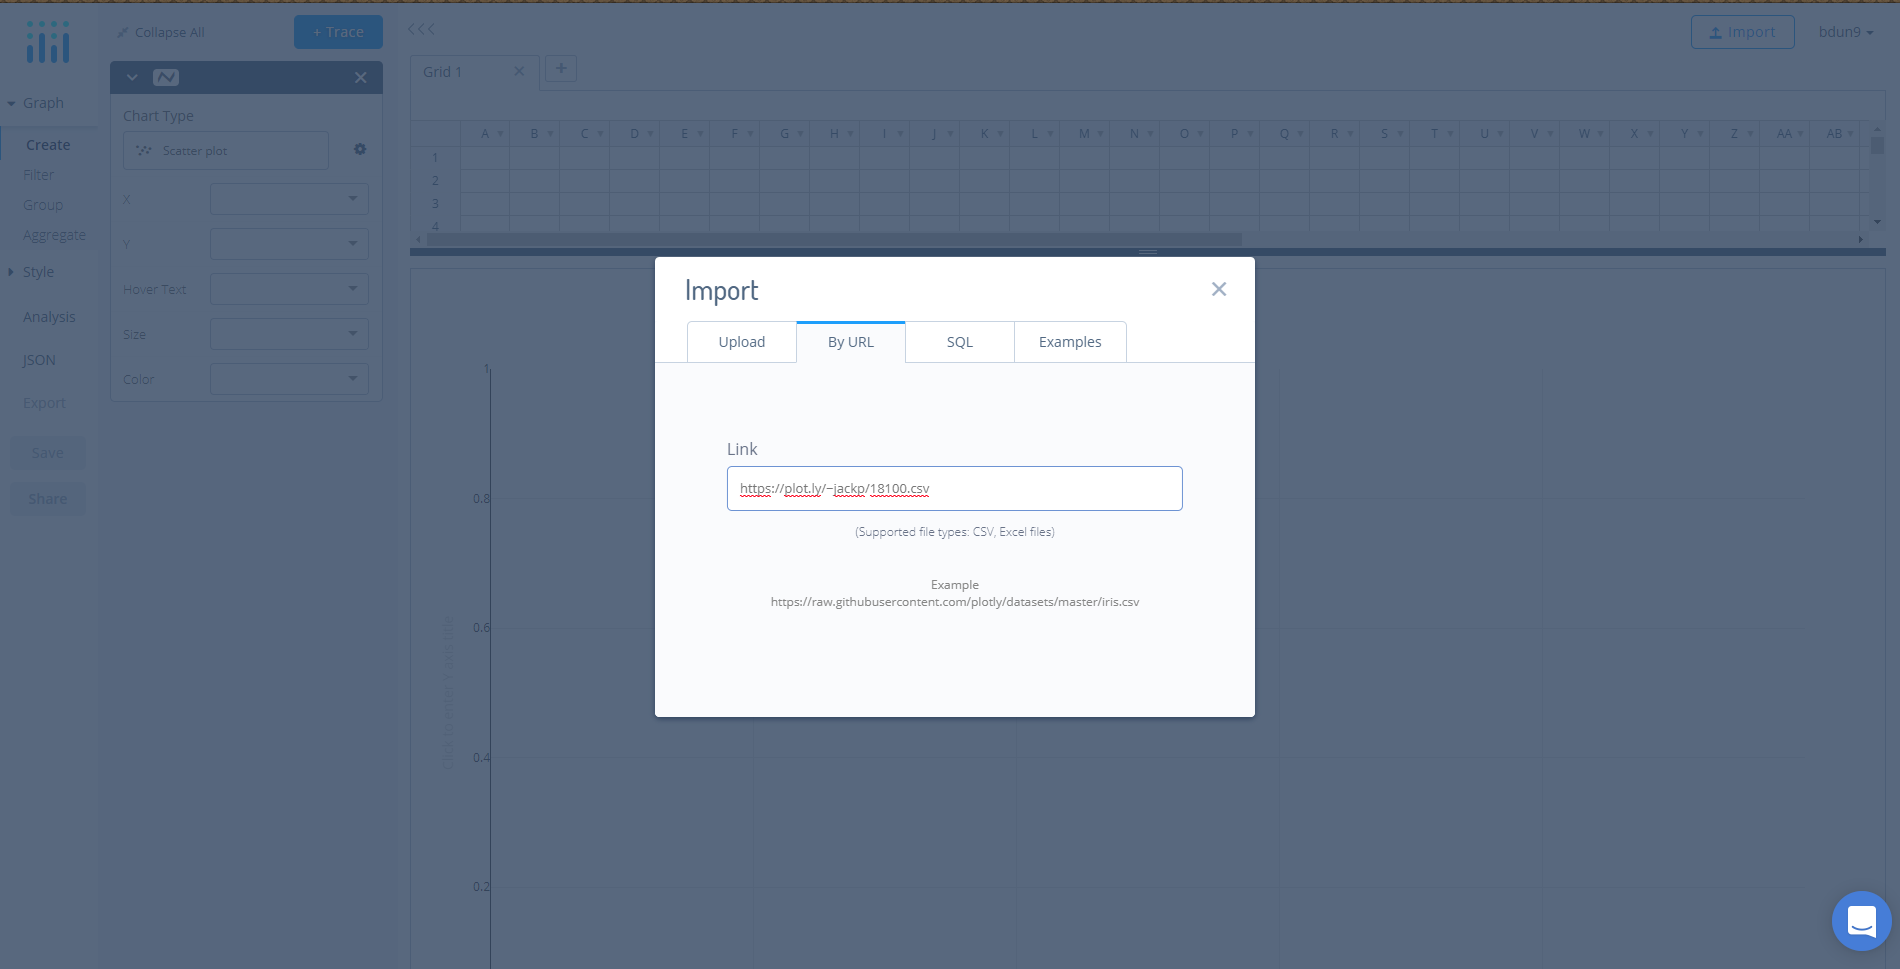 Collapse All
+ Trace
<<<
Import
bdun9
Grid 1
+
Graph
Chart Type
Create
Scatter plot
Filter
X
Group
Y
Aggregate
Style
Hover Text
Analysis
Size
JSON
Color
Export
Save
Share
A B C D E F G H I J K L M N O P Q R S T U V W X Y Z AA AB
1
2
3
4
Import
Upload
By URL
SQL
Examples
Link
https://plot.ly/~jackp/18100.csv
(Supported file types: CSV, Excel files)
Example
https://raw.githubusercontent.com/plotly/datasets/master/iris.csv
1
0.8
0.6
0.4
0.2
Click to enter Y axis title